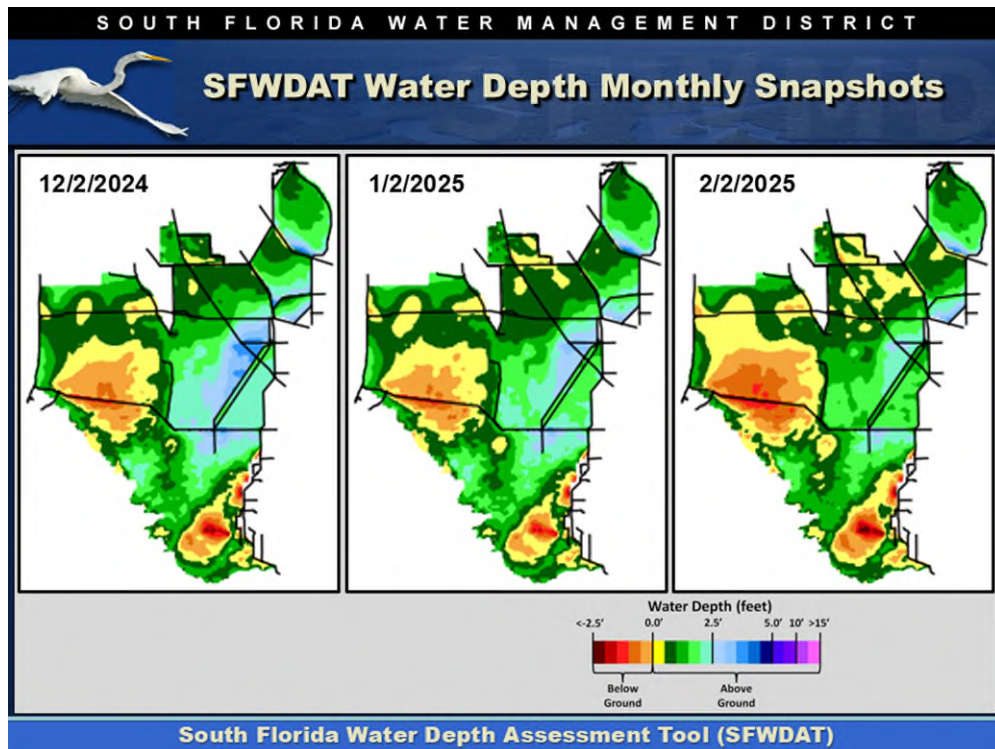 SOUTH FLORIDA WATER MANAGEMENT DISTRICT
SFWDAT Water Depth Monthly Snapshots
12/2/2024
1/2/2025
2/2/2025
Water Depth (feet)
<-2.5' 0.0' 2.5' 5.0' 10' >15'
Below
Ground
Above
Ground
South Florida Water Depth Assessment Tool (SFWDAT)